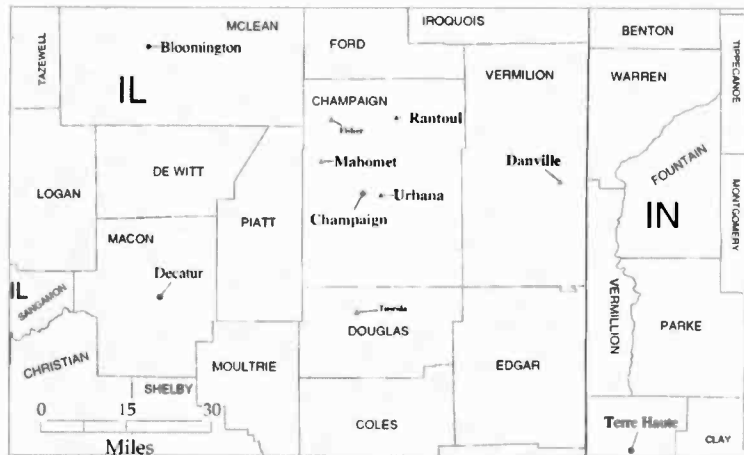 MCLEAN
IROQUOIS
BENTON
TAZEWELL
Bloomington
FORD
VERMILION
WARREN
TIPPECANOE
IL
CHAMPAIGN
Rantoul
Fisher
DE WITT
Mahomet
Danville
FOUNTAIN
LOGAN
Urbana
MONTGOMERY
PIATT
Champaign
IN
MACON
Decatur
IL
SANGAMON
VERMILLION
Tuscola
PARKE
DOUGLAS
CHRISTIAN
MOULTRIE
EDGAR
SHELBY
0 15 30
COLES
Terre Haute
CLAY
Miles